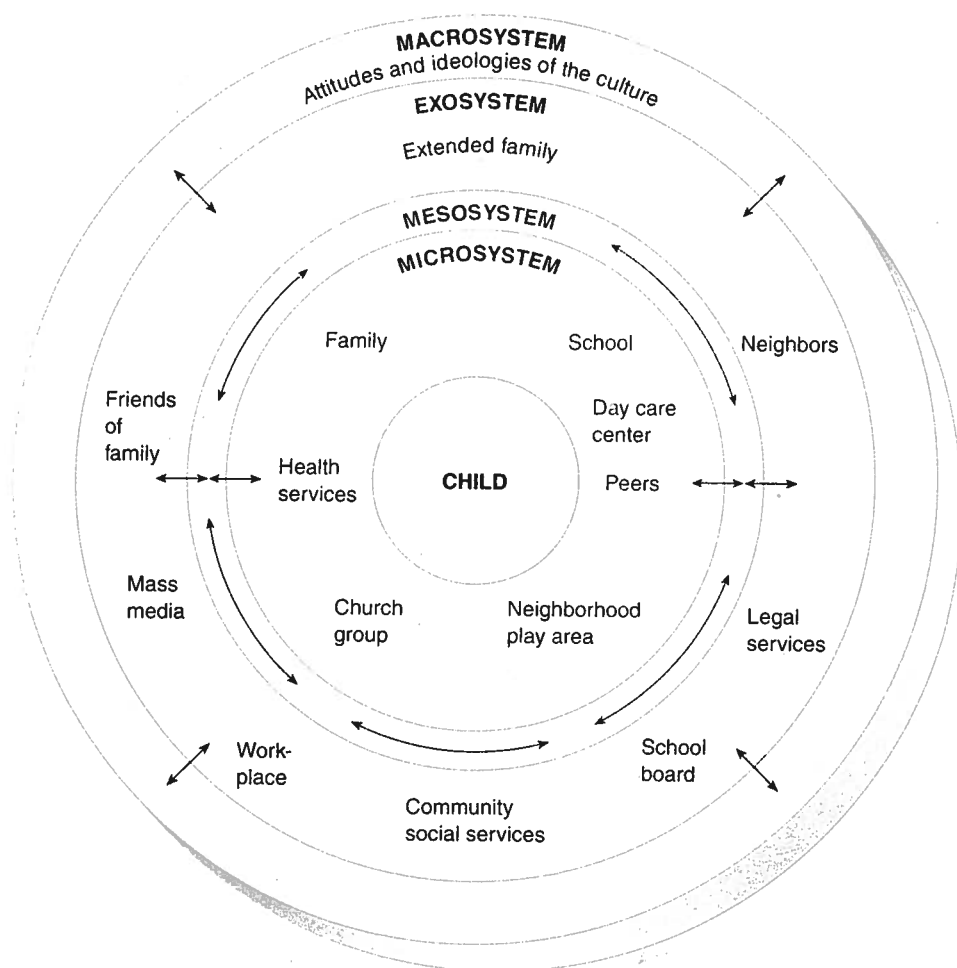 MACROSYSTEM
Attitudes and ideologies of the culture
EXOSYSTEM
Extended family
MESOSYSTEM
MICROSYSTEM
Family
School
Neighbors
Friends
of
family
Day care
center
Health
services
CHILD
Peers
Mass
media
Church
group
Neighborhood
play area
Legal
services
Work-
place
School
board
Community
social services